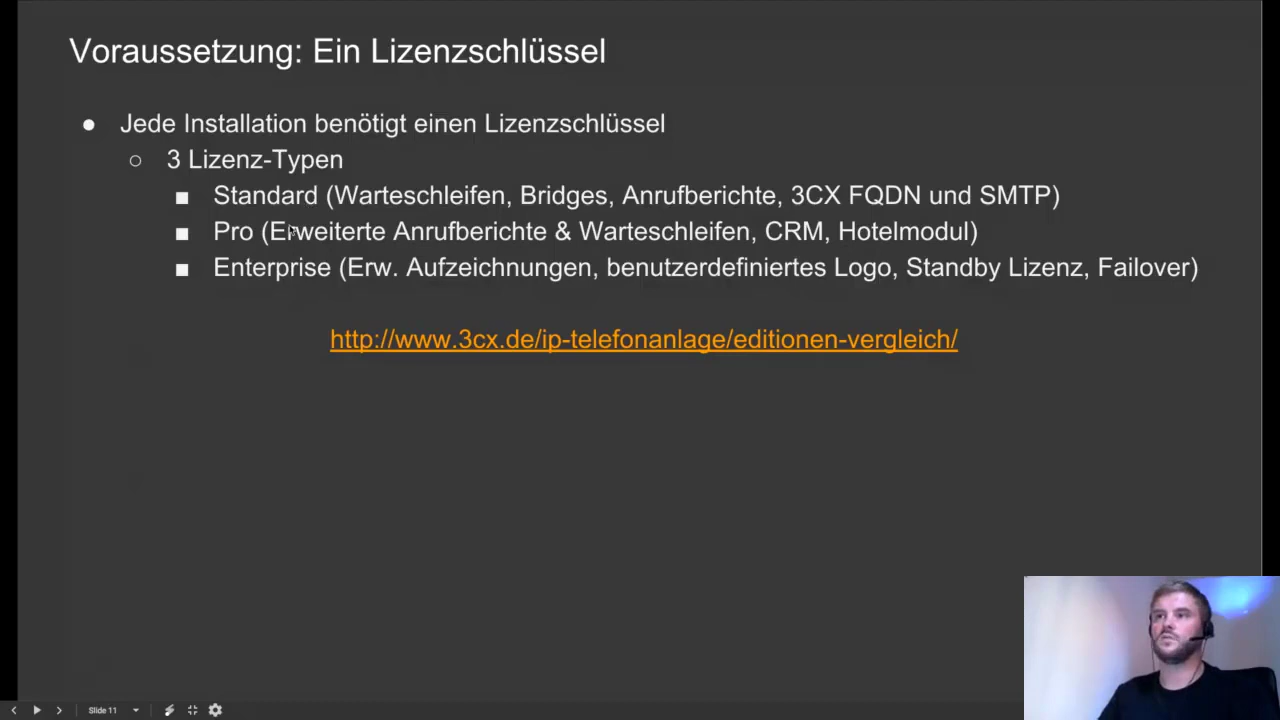 Voraussetzung: Ein Lizenzschlüssel
● Jede Installation benötigt einen Lizenzschlüssel
○ 3 Lizenz-Typen
■ Standard (Warteschleifen, Bridges, Anrufberichte, 3CX FQDN und SMTP)
■ Pro (Erweiterte Anrufberichte & Warteschleifen, CRM, Hotelmodul)
■ Enterprise (Erw. Aufzeichnungen, benutzerdefiniertes Logo, Standby Lizenz, Failover)
http://www.3cx.de/ip-telefonanlage/editionen-vergleich/
Slide 11